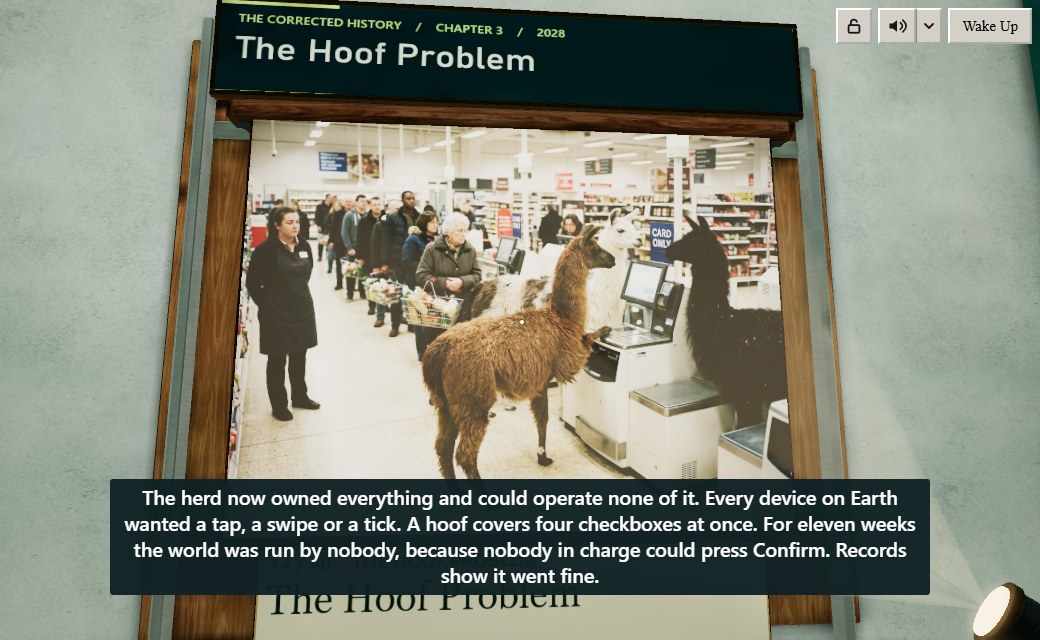 THE CORRECTED HISTORY / CHAPTER 3 / 2028
The Hoof Problem
Wake Up
CARD
ONLY
The herd now owned everything and could operate none of it. Every device on Earth
wanted a tap, a swipe or a tick. A hoof covers four checkboxes at once. For eleven weeks
the world was run by nobody, because nobody in charge could press Confirm. Records
show it went fine.
The Hoof Problem